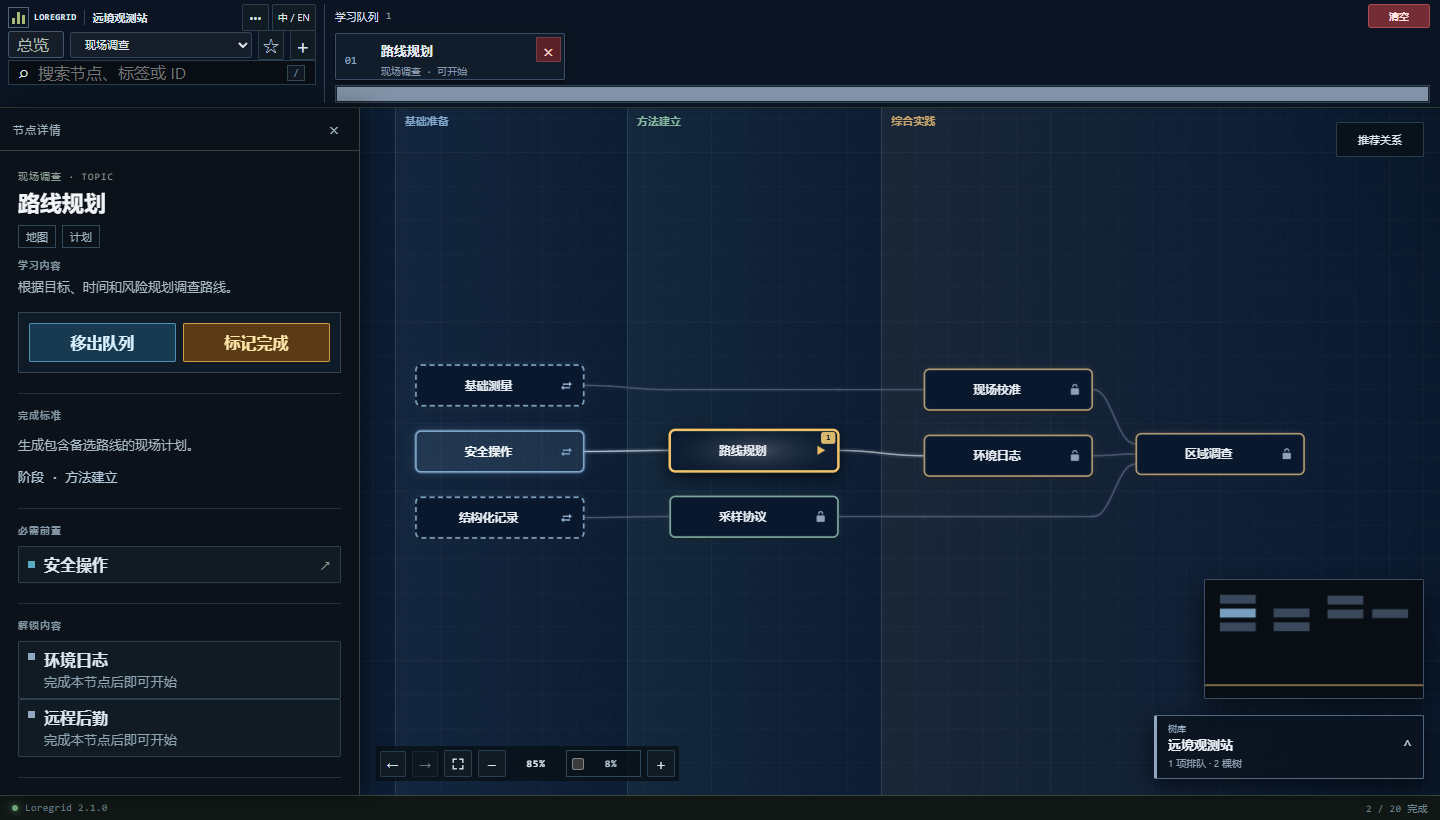 LOREGRID 远境观测站 ••• 中 / EN
总览 现场调查 ☆ +
搜索节点、标签或 ID /
学习队列 1
清空
01 路线规划 ×
现场调查 · 可开始
节点详情 ×
现场调查 · TOPIC
路线规划
地图 计划
学习内容
根据目标、时间和风险规划调查路线。
移出队列 标记完成
完成标准
生成包含备选路线的现场计划。
阶段 · 方法建立
必需前置
安全操作 ↗
解锁内容
环境日志
完成本节点后即可开始
远程后勤
完成本节点后即可开始
基础准备 方法建立 综合实践
推荐关系
基础测量 ⇄
现场校准
安全操作 ⇄
路线规划 1
环境日志
区域调查
结构化记录 ⇄
采样协议
← → − 85% 8% +
树库
远境观测站 ^
1 项排队 · 2 棵树
Loregrid 2.1.0
2 / 20 完成